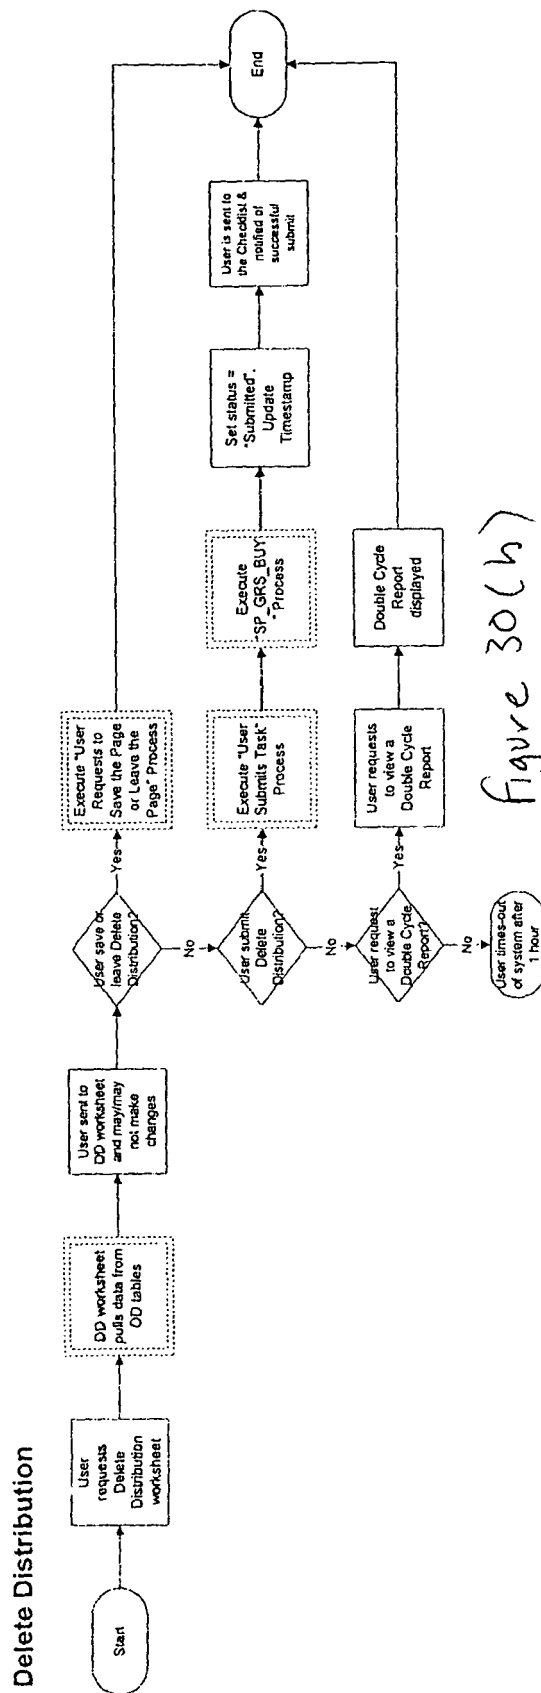 Delete Distribution
Start
User
requests
Delete
Distribution
worksheet
DD worksheet
pulls data from
OD tables
User sent to
DD worksheet
and may/may
not make
changes
User save or
leave Delete
Distribution?
Yes
Execute "User
Requests to
Save the Page
or Leave the
Page" Process
No
User submit
Delete
Distribution?
Yes
Execute "User
Submits Task"
Process
Execute
"SP_GRS_BUY
" Process
Set status =
"Submitted".
Update
Timestamp
User is sent to
the Checklist &
notified of
successful
submit
End
No
User request
to view a
Double Cycle
Report?
Yes
User requests
to view a
Double Cycle
Report
Double Cycle
Report
displayed
No
User times-out
of system after
1 hour
Figure 30(h)